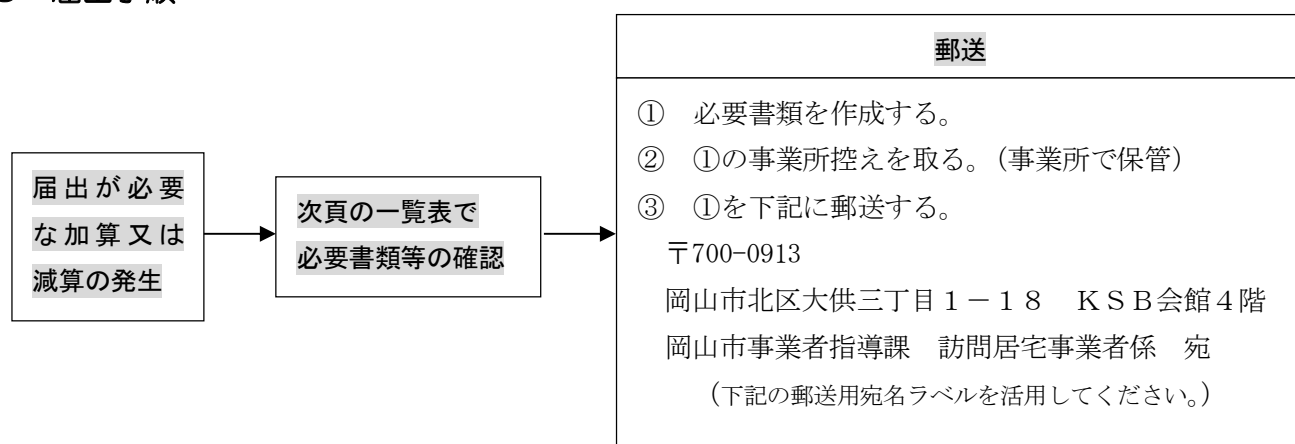 届出が必要
な加算又は
減算の発生
次頁の一覧表で
必要書類等の確認
郵送
① 必要書類を作成する。
② ①の事業所控えを取る。(事業所で保管)
③ ①を下記に郵送する。
〒700-0913
岡山市北区大供三丁目1-18 KSB会館4階
岡山市事業者指導課 訪問居宅事業者係 宛
(下記の郵送用宛名ラベルを活用してください。)